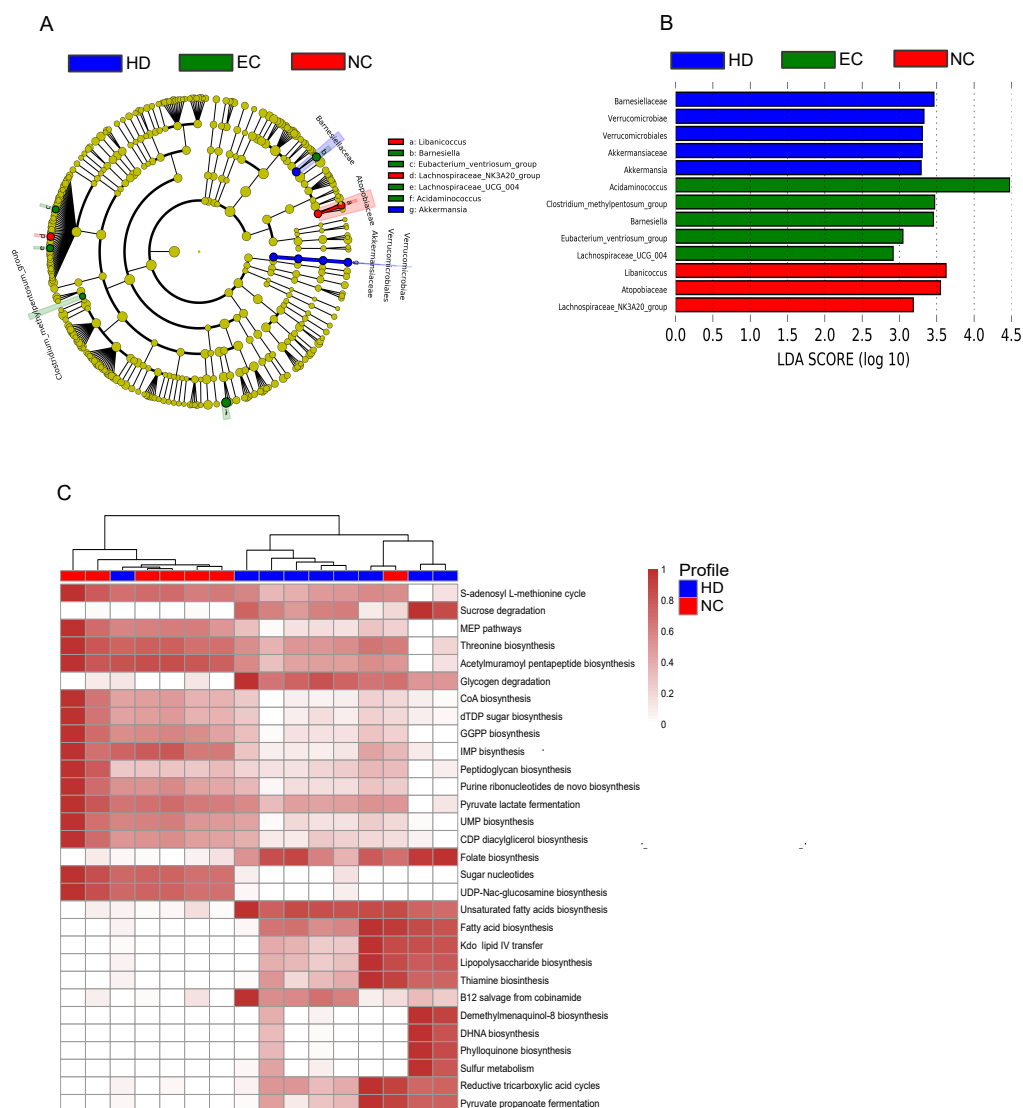 A
HD
EC
NC
Barnesiellaceae
b
Atopobiaceae
a
g
Akkermansiaceae
Verrucomicrobiales
Verrucomicrobiae
c
d
e
Clostridium_methylpentosum_group
f
a: Libanicoccus
b: Barnesiella
c: Eubacterium_ventriosum_group
d: Lachnospiraceae_NK3A20_group
e: Lachnospiraceae_UCG_004
f: Acidaminococcus
g: Akkermansia
B
HD
EC
NC
Barnesiellaceae
Verrucomicrobiae
Verrucomicrobiales
Akkermansiaceae
Akkermansia
Acidaminococcus
Clostridium_methylpentosum_group
Barnesiella
Eubacterium_ventriosum_group
Lachnospiraceae_UCG_004
Libanicoccus
Atopobiaceae
Lachnospiraceae_NK3A20_group
0.0 0.5 1.0 1.5 2.0 2.5 3.0 3.5 4.0 4.5
LDA SCORE (log 10)
C
S-adenosyl L-methionine cycle
Sucrose degradation
MEP pathways
Threonine biosynthesis
Acetylmuramoyl pentapeptide biosynthesis
Glycogen degradation
CoA biosynthesis
dTDP sugar biosynthesis
GGPP biosynthesis
IMP bisynthesis
Peptidoglycan biosynthesis
Purine ribonucleotides de novo biosynthesis
Pyruvate lactate fermentation
UMP biosynthesis
CDP diacylglicerol biosynthesis
Folate biosynthesis
Sugar nucleotides
UDP-Nac-glucosamine biosynthesis
Unsaturated fatty acids biosynthesis
Fatty acid biosynthesis
Kdo lipid IV transfer
Lipopolysaccharide biosynthesis
Thiamine biosinthesis
B12 salvage from cobinamide
Demethylmenaquinol-8 biosynthesis
DHNA biosynthesis
Phylloquinone biosynthesis
Sulfur metabolism
Reductive tricarboxylic acid cycles
Pyruvate propanoate fermentation
1
0.8
0.6
0.4
0.2
0
Profile
HD
NC